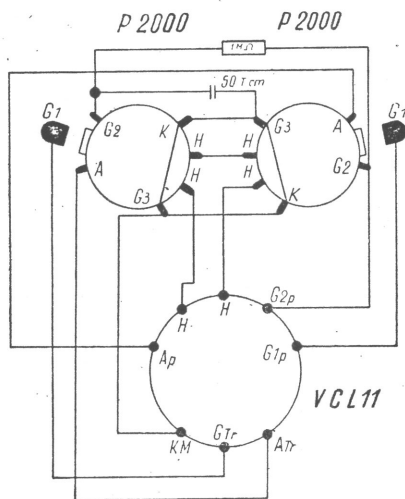 P 2000 P 2000
1MΩ
50 T cm
G1 G2 K G3 A G1
H H
A H H G2
G3 K
H H G2p
Ap G1p
VCL11
KM GTr ATr